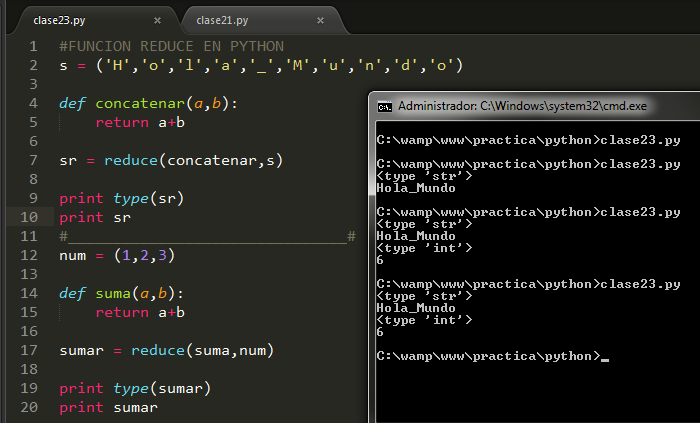 clase23.py × clase21.py ×
1 #FUNCION REDUCE EN PYTHON
2 s = ('H','o','l','a','_','M','u','n','d','o')
3
4 def concatenar(a,b):
5     return a+b
6
7 sr = reduce(concatenar,s)
8
9 print type(sr)
10 print sr
11 #_______________________________#
12 num = (1,2,3)
13
14 def suma(a,b):
15     return a+b
16
17 sumar = reduce(suma,num)
18
19 print type(sumar)
20 print sumar
Administrador: C:\Windows\system32\cmd.exe
C:\wamp\www\practica\python>clase23.py
C:\wamp\www\practica\python>clase23.py
<type 'str'>
Hola_Mundo
C:\wamp\www\practica\python>clase23.py
<type 'str'>
Hola_Mundo
<type 'int'>
6
C:\wamp\www\practica\python>clase23.py
<type 'str'>
Hola_Mundo
<type 'int'>
6
C:\wamp\www\practica\python>_